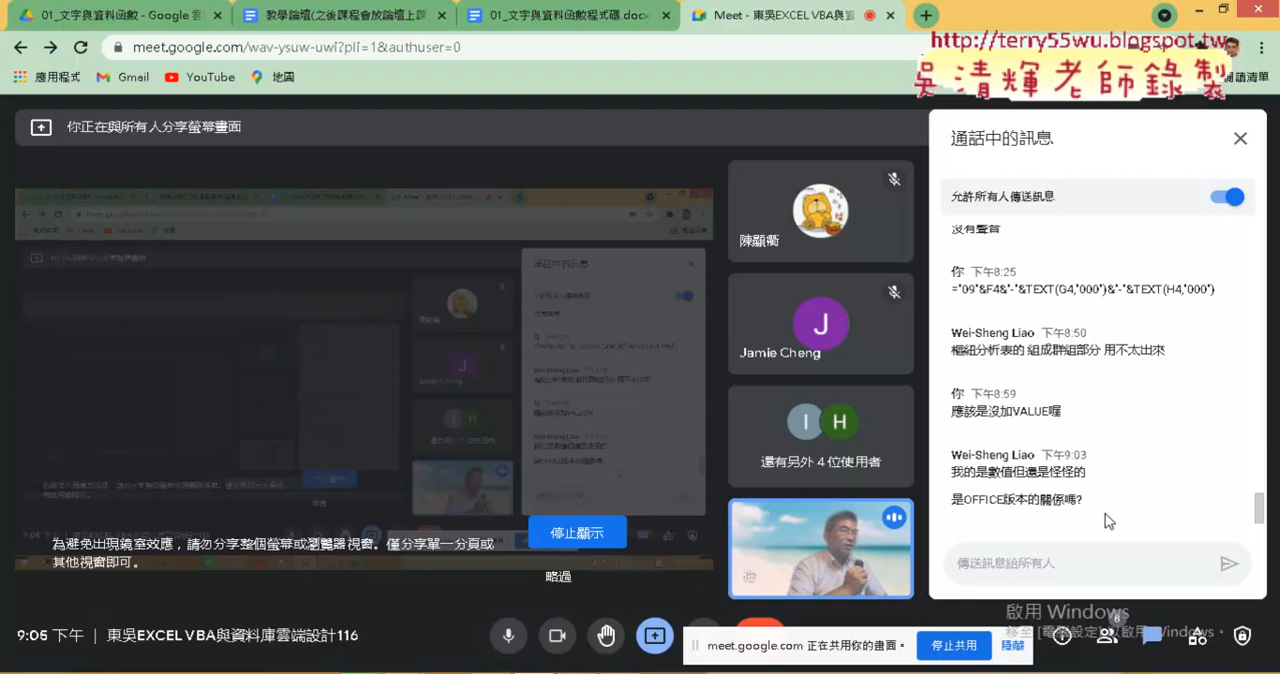 01_文字與資料函數 - Google 雲
教學論壇(之後課程會放論壇上課
01_文字與資料函數程式碼.docx
Meet - 東吳EXCEL VBA與資
meet.google.com/wav-ysuw-uwi?pli=1&authuser=0
http://terry55wu.blogspot.tw
吳清輝老師錄製
應用程式
Gmail
YouTube
地圖
閱讀清單
你正在與所有人分享螢幕畫面
通話中的訊息
允許所有人傳送訊息
沒有聲音
你 下午8:25
="09"&F4&"-"&TEXT(G4,"000")&"-"&TEXT(H4,"000")
Wei-Sheng Liao 下午8:50
樞紐分析表的 組成群組部分 用不太出來
你 下午8:59
應該是沒加VALUE喔
Wei-Sheng Liao 下午9:03
我的是數值但還是怪怪的
是OFFICE版本的關係嗎?
傳送訊息給所有人
陳顯衢
J
Jamie Cheng
I
H
還有另外 4 位使用者
為避免出現鏡室效應，請勿分享整個螢幕或瀏覽器視窗。僅分享單一分頁或
其他視窗即可。
停止顯示
略過
9:05 下午
東吳EXCEL VBA與資料庫雲端設計116
meet.google.com 正在共用你的畫面。
停止共用
隱藏
啟用 Windows
移至 [電腦設定] 以啟用 Windows。
6